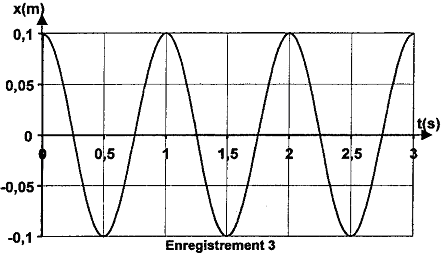 x(m)
0,1
0,05
0
-0,05
-0,1
t(s)
0 0,5 1 1,5 2 2,5 3
Enregistrement 3